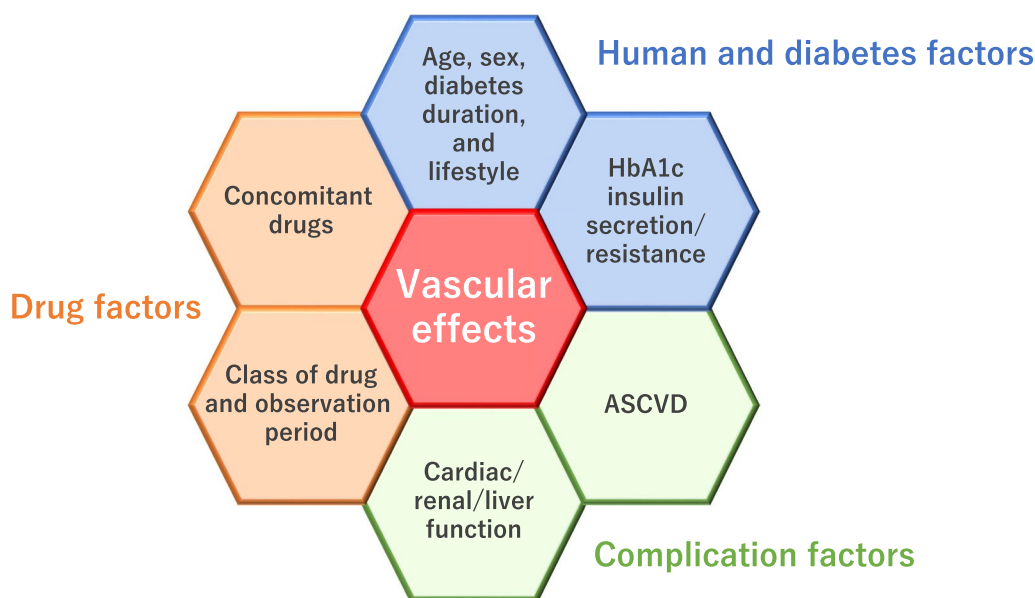 Human and diabetes factors
Age, sex,
diabetes
duration,
and
lifestyle
HbA1c
insulin
secretion/
resistance
Concomitant
drugs
Vascular
effects
Drug factors
Class of drug
and observation
period
ASCVD
Cardiac/
renal/liver
function
Complication factors